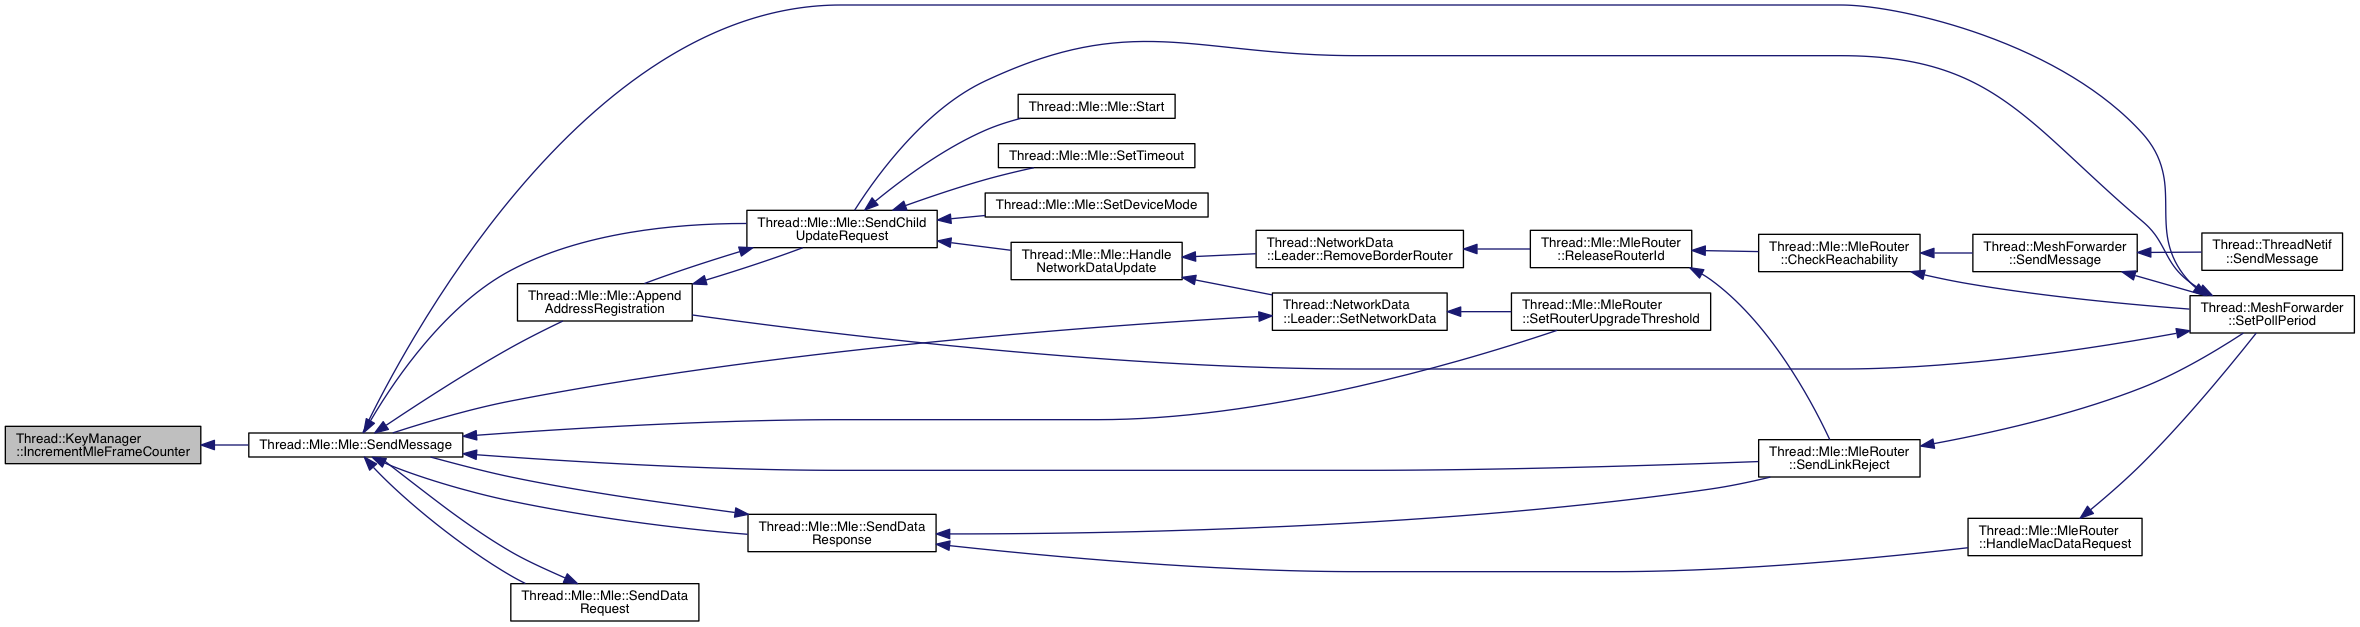 Thread::Mle::Mle::Start
Thread::Mle::Mle::SetTimeout
Thread::Mle::Mle::SetDeviceMode
Thread::Mle::Mle::SendChild
UpdateRequest
Thread::Mle::Mle::Handle
NetworkDataUpdate
Thread::NetworkData
::Leader::RemoveBorderRouter
Thread::Mle::MleRouter
::ReleaseRouterId
Thread::Mle::MleRouter
::CheckReachability
Thread::MeshForwarder
::SendMessage
Thread::ThreadNetif
::SendMessage
Thread::Mle::Mle::Append
AddressRegistration
Thread::NetworkData
::Leader::SetNetworkData
Thread::Mle::MleRouter
::SetRouterUpgradeThreshold
Thread::MeshForwarder
::SetPollPeriod
Thread::KeyManager
::IncrementMleFrameCounter
Thread::Mle::Mle::SendMessage
Thread::Mle::MleRouter
::SendLinkReject
Thread::Mle::Mle::SendData
Response
Thread::Mle::MleRouter
::HandleMacDataRequest
Thread::Mle::Mle::SendData
Request